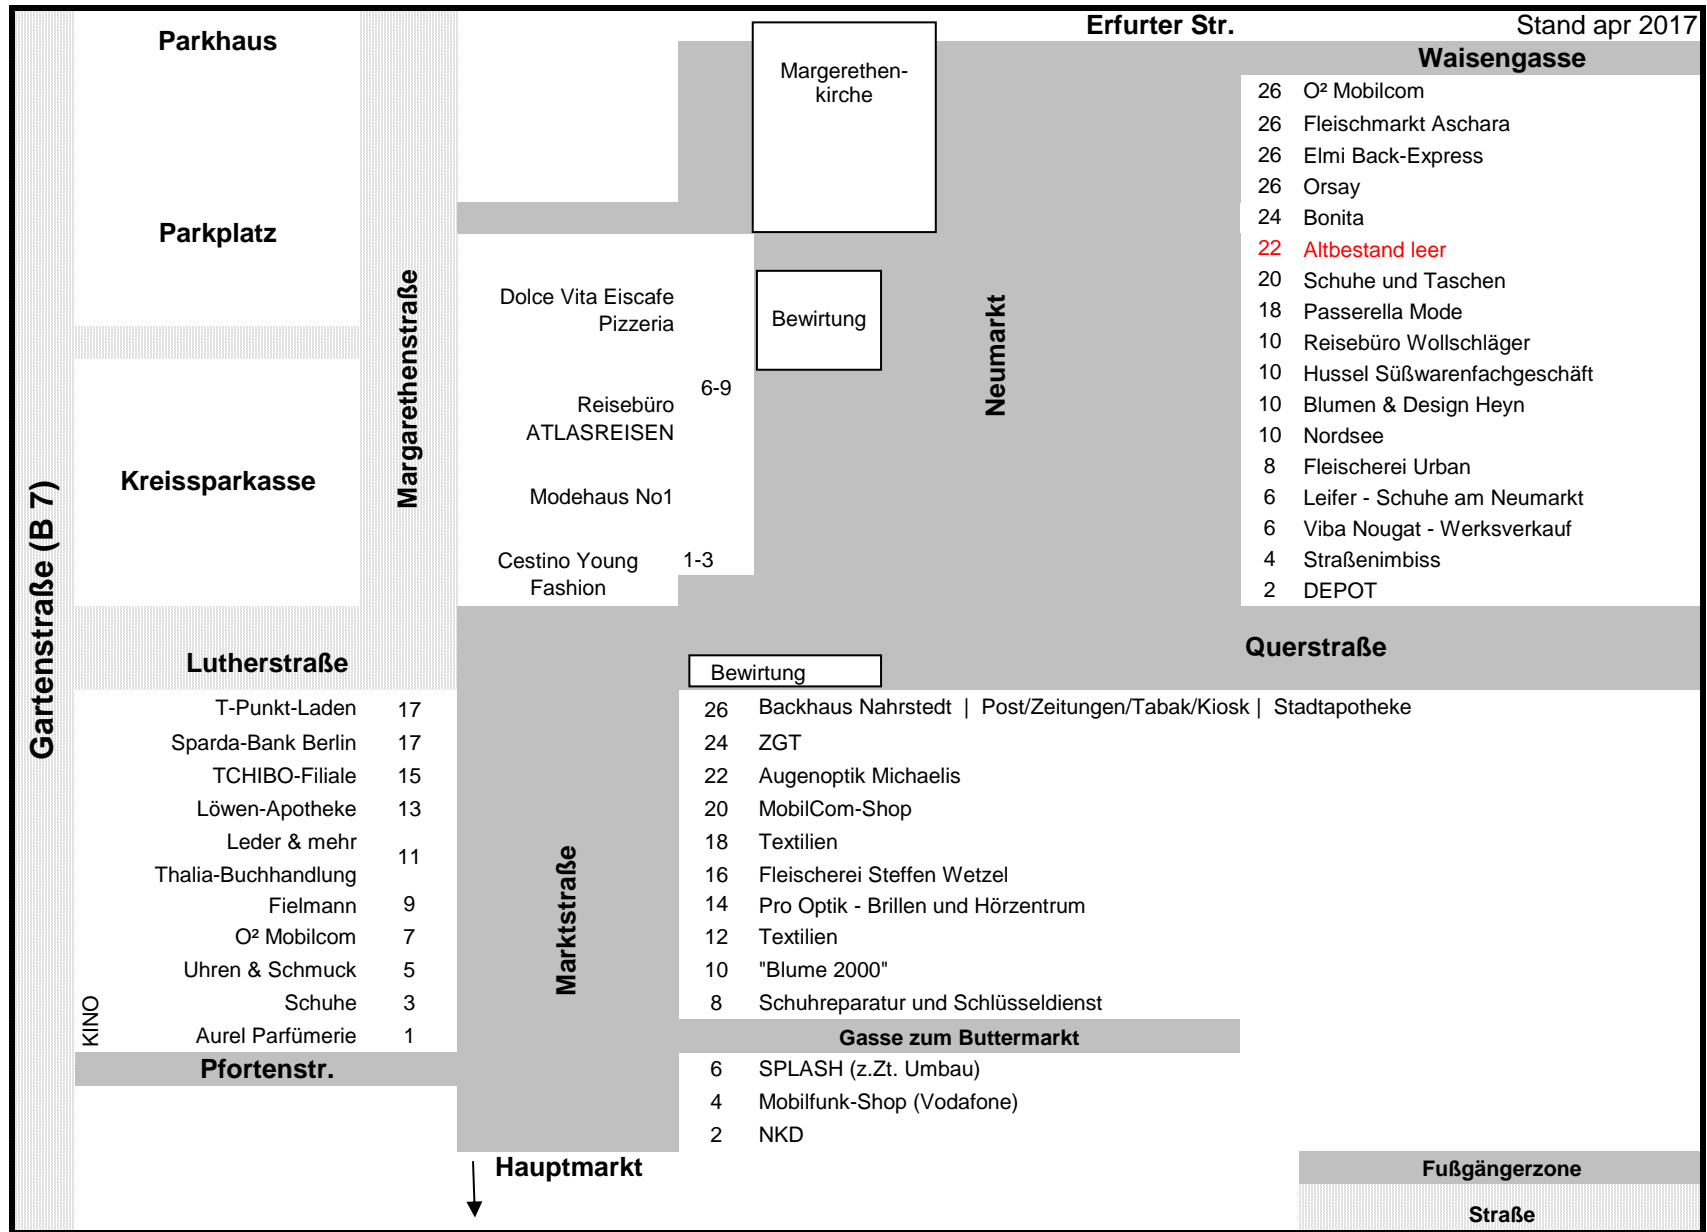 Erfurter Str.
Stand apr 2017
Parkhaus
Margerethen-
kirche
Waisengasse
26 O² Mobilcom
26 Fleischmarkt Aschara
26 Elmi Back-Express
26 Orsay
24 Bonita
22 Altbestand leer
20 Schuhe und Taschen
18 Passerella Mode
10 Reisebüro Wollschläger
10 Hussel Süßwarenfachgeschäft
10 Blumen & Design Heyn
10 Nordsee
8 Fleischerei Urban
6 Leifer - Schuhe am Neumarkt
6 Viba Nougat - Werksverkauf
4 Straßenimbiss
2 DEPOT
Parkplatz
Margarethenstraße
Dolce Vita Eiscafe
Pizzeria
Bewirtung
Neumarkt
6-9
Reisebüro
ATLASREISEN
Kreissparkasse
Modehaus No1
Cestino Young 1-3
Fashion
Gartenstraße (B 7)
Lutherstraße
Querstraße
Bewirtung
T-Punkt-Laden 17
Sparda-Bank Berlin 17
TCHIBO-Filiale 15
Löwen-Apotheke 13
Leder & mehr
11
Thalia-Buchhandlung
Fielmann 9
O² Mobilcom 7
Uhren & Schmuck 5
Schuhe 3
Aurel Parfümerie 1
KINO
Pfortenstr.
Marktstraße
26 Backhaus Nahrstedt | Post/Zeitungen/Tabak/Kiosk | Stadtapotheke
24 ZGT
22 Augenoptik Michaelis
20 MobilCom-Shop
18 Textilien
16 Fleischerei Steffen Wetzel
14 Pro Optik - Brillen und Hörzentrum
12 Textilien
10 "Blume 2000"
8 Schuhreparatur und Schlüsseldienst
Gasse zum Buttermarkt
6 SPLASH (z.Zt. Umbau)
4 Mobilfunk-Shop (Vodafone)
2 NKD
Hauptmarkt
Fußgängerzone
Straße